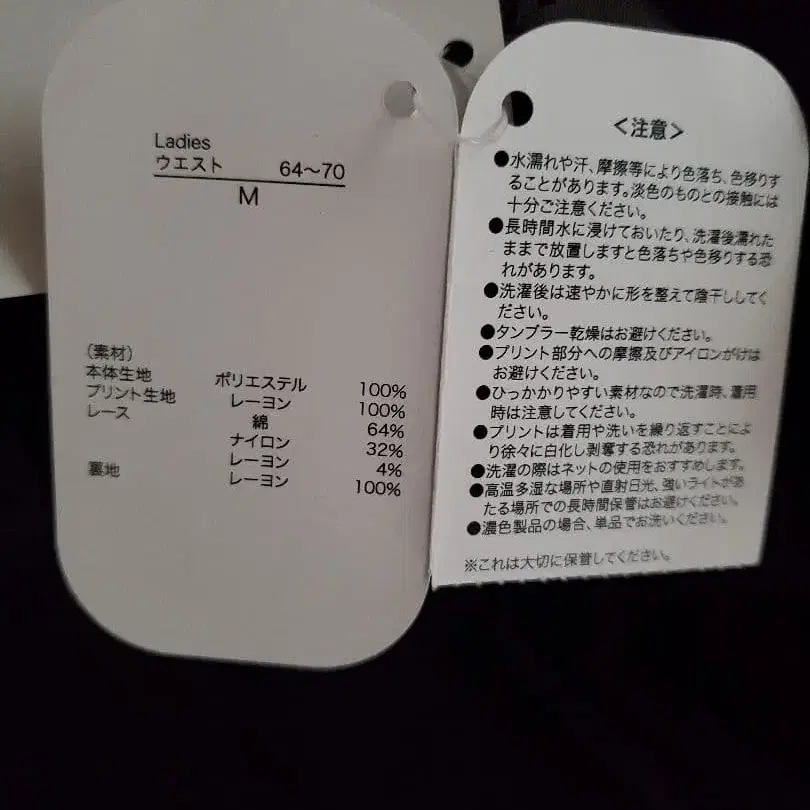 Ladies
ウエスト 64~70
M
(素材)
本体生地 ポリエステル 100%
プリント生地 レーヨン 100%
レース 綿 64%
ナイロン 32%
レーヨン 4%
裏地 レーヨン 100%
<注意>
●水濡れや汗、摩擦等により色落ち、色移りす
ることがあります。淡色のものとの接触には
十分ご注意ください。
●長時間水に浸けておいたり、洗濯後濡れた
ままで放置しますと色落ちや色移りする恐
れがあります。
●洗濯後は速やかに形を整えて陰干ししてく
ださい。
●タンブラー乾燥はお避けください。
●プリント部分への摩擦及びアイロンがけは
お避けください。
●ひっかかりやすい素材なので洗濯時、着用
時は注意してください。
●プリントは着用や洗いを繰り返すことによ
り徐々に白化し剥奪する恐れがあります。
●洗濯の際はネットの使用をおすすめします。
●高温多湿な場所や直射日光、強いライトがあ
たる場所での長時間保管はお避けください。
●濃色製品の場合、単品でお洗いください。
※これは大切に保管してください。